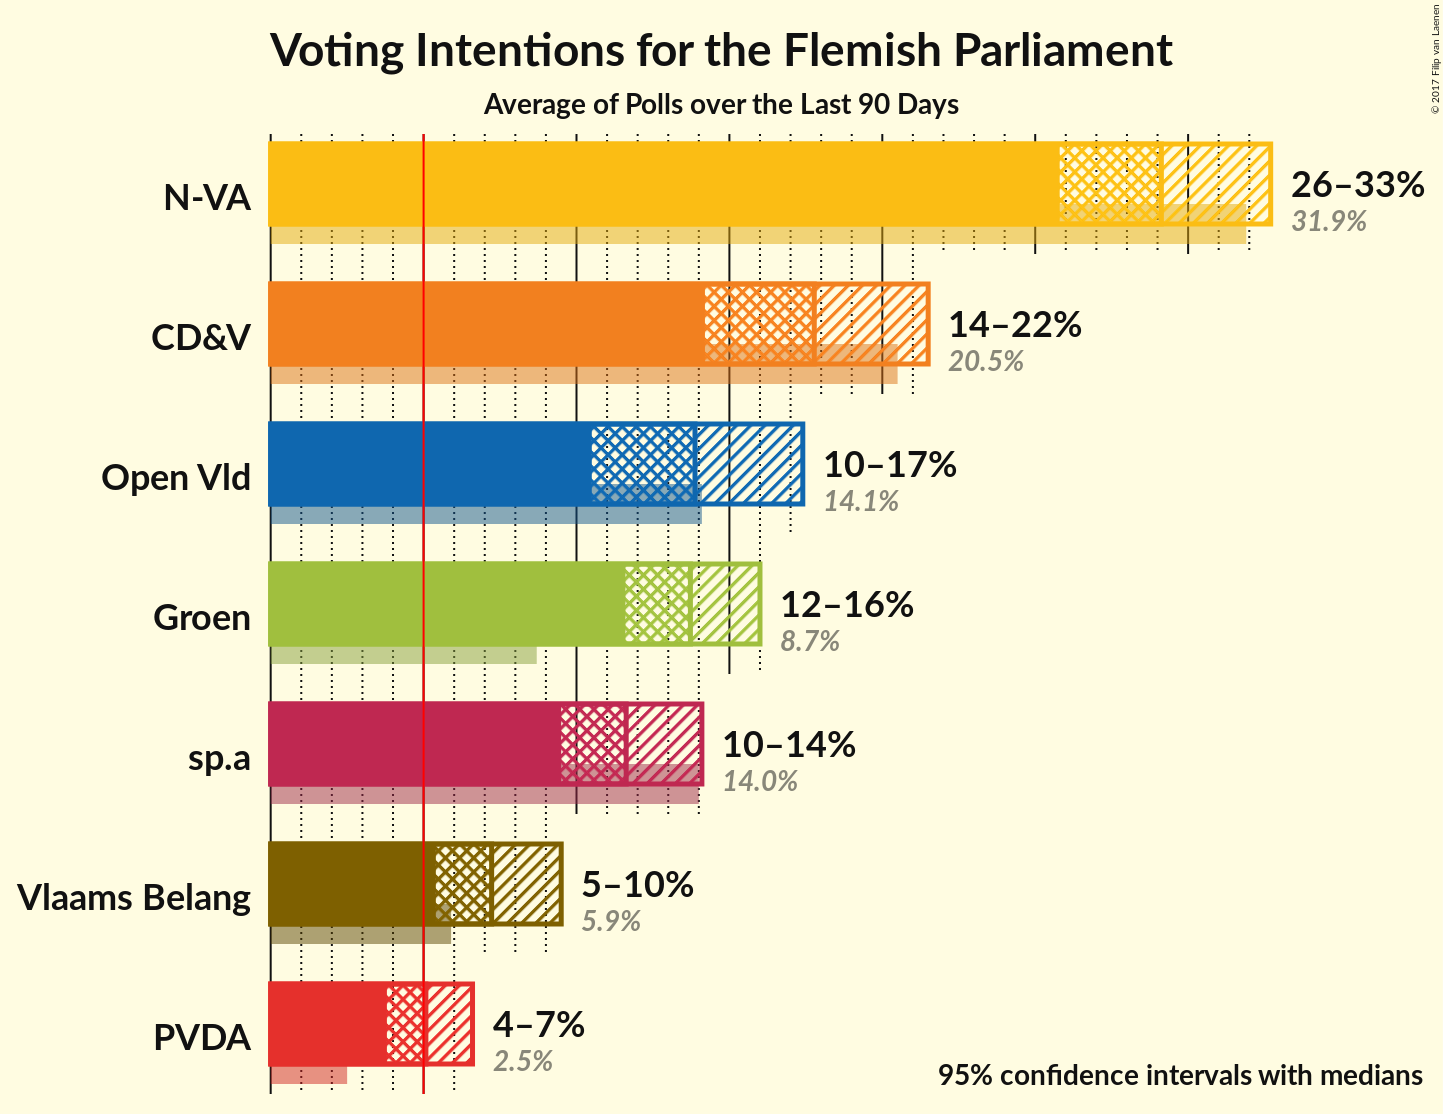 Voting Intentions for the Flemish Parliament
Average of Polls over the Last 90 Days
© 2017 Filip van Laenen
N-VA
26–33%
31.9%
CD&V
14–22%
20.5%
Open Vld
10–17%
14.1%
Groen
12–16%
8.7%
sp.a
10–14%
14.0%
Vlaams Belang
5–10%
5.9%
PVDA
4–7%
2.5%
95% confidence intervals with medians